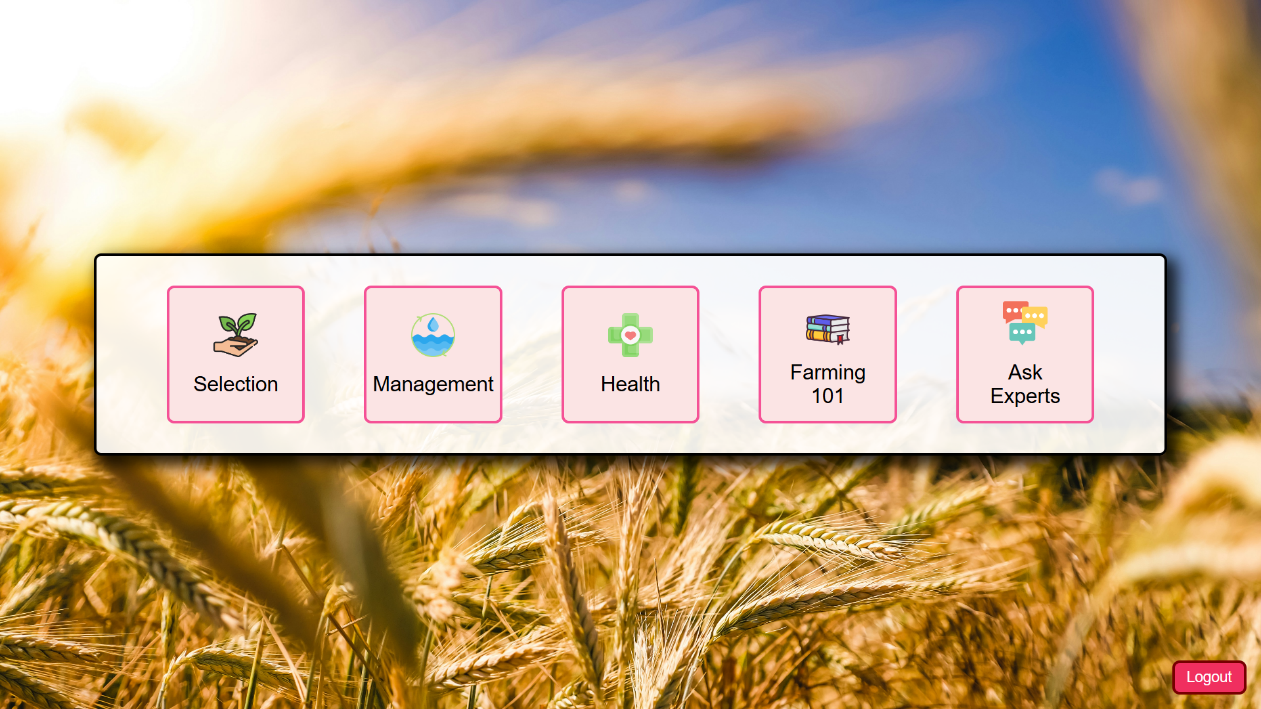 Selection
Management
Health
Farming
101
Ask
Experts
Logout